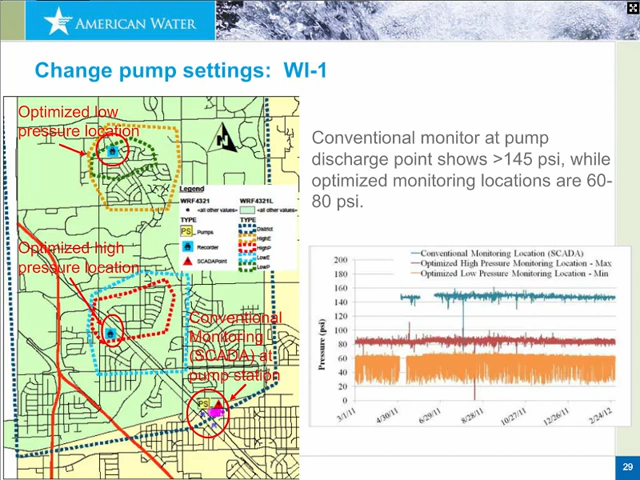 AMERICAN WATER
Change pump settings: WI-1
Optimized low
pressure location
Optimized high
pressure location
Conventional
Monitoring
(SCADA) at
pump station
Legend
WRF4321
<all other values>
TYPE
PS Pumps
Recorder
SCADAPoint
WRF4321L
<all other values>
TYPE
District
HighE
HighP
LowE
LowP
PS
Conventional monitor at pump
discharge point shows >145 psi, while
optimized monitoring locations are 60-
80 psi.
Conventional Monitoring Location (SCADA)
Optimized High Pressure Monitoring Location - Max
Optimized Low Pressure Monitoring Location - Min
Pressure (psi)
200
180
160
140
120
100
80
60
40
20
0
3/1/11
4/30/11
6/29/11
8/28/11
10/27/11
12/26/11
2/24/12
29